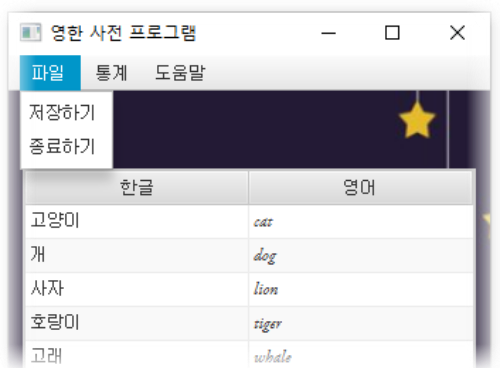 영한 사전 프로그램
파일 통계 도움말
저장하기
종료하기
한글 영어
고양이 cat
개 dog
사자 lion
호랑이 tiger
고래 whale